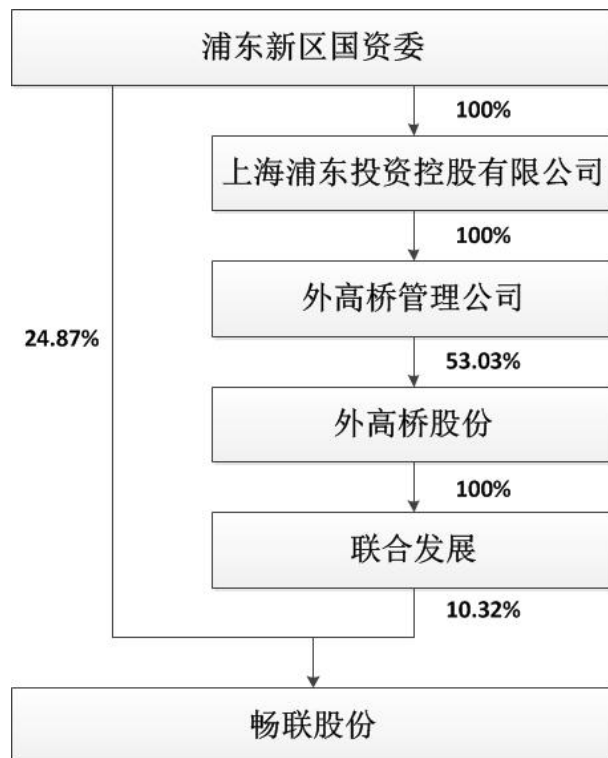 浦东新区国资委
100%
上海浦东投资控股有限公司
100%
外高桥管理公司
24.87%
53.03%
外高桥股份
100%
联合发展
10.32%
畅联股份